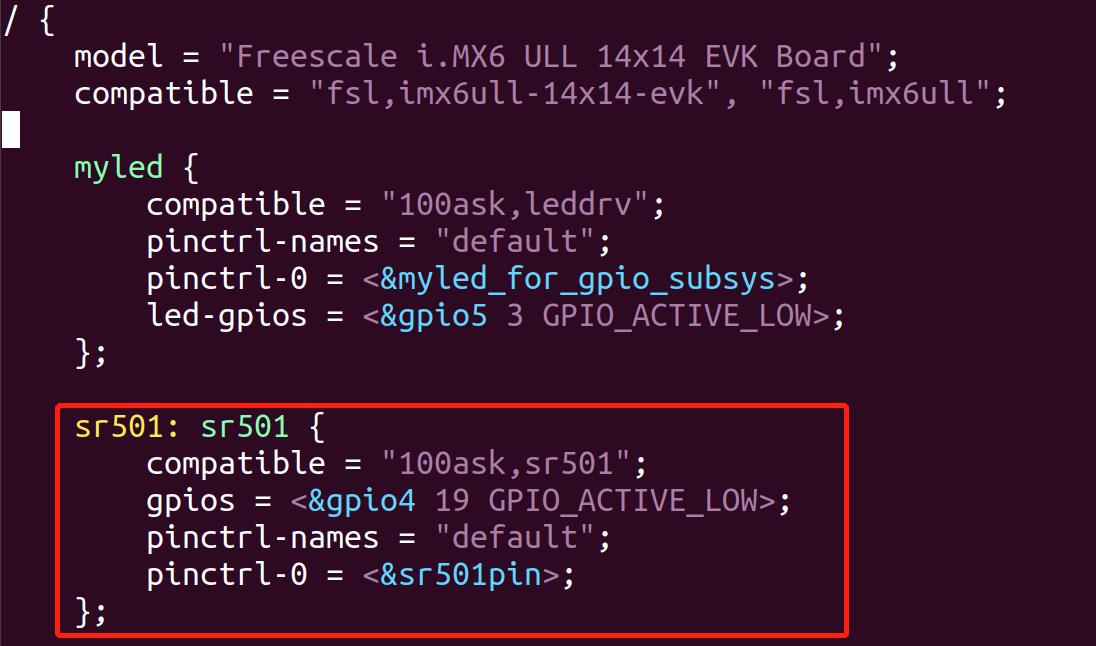 / {
    model = "Freescale i.MX6 ULL 14x14 EVK Board";
    compatible = "fsl,imx6ull-14x14-evk", "fsl,imx6ull";
    myled {
        compatible = "100ask,leddrv";
        pinctrl-names = "default";
        pinctrl-0 = <&myled_for_gpio_subsys>;
        led-gpios = <&gpio5 3 GPIO_ACTIVE_LOW>;
    };
    sr501: sr501 {
        compatible = "100ask,sr501";
        gpios = <&gpio4 19 GPIO_ACTIVE_LOW>;
        pinctrl-names = "default";
        pinctrl-0 = <&sr501pin>;
    };